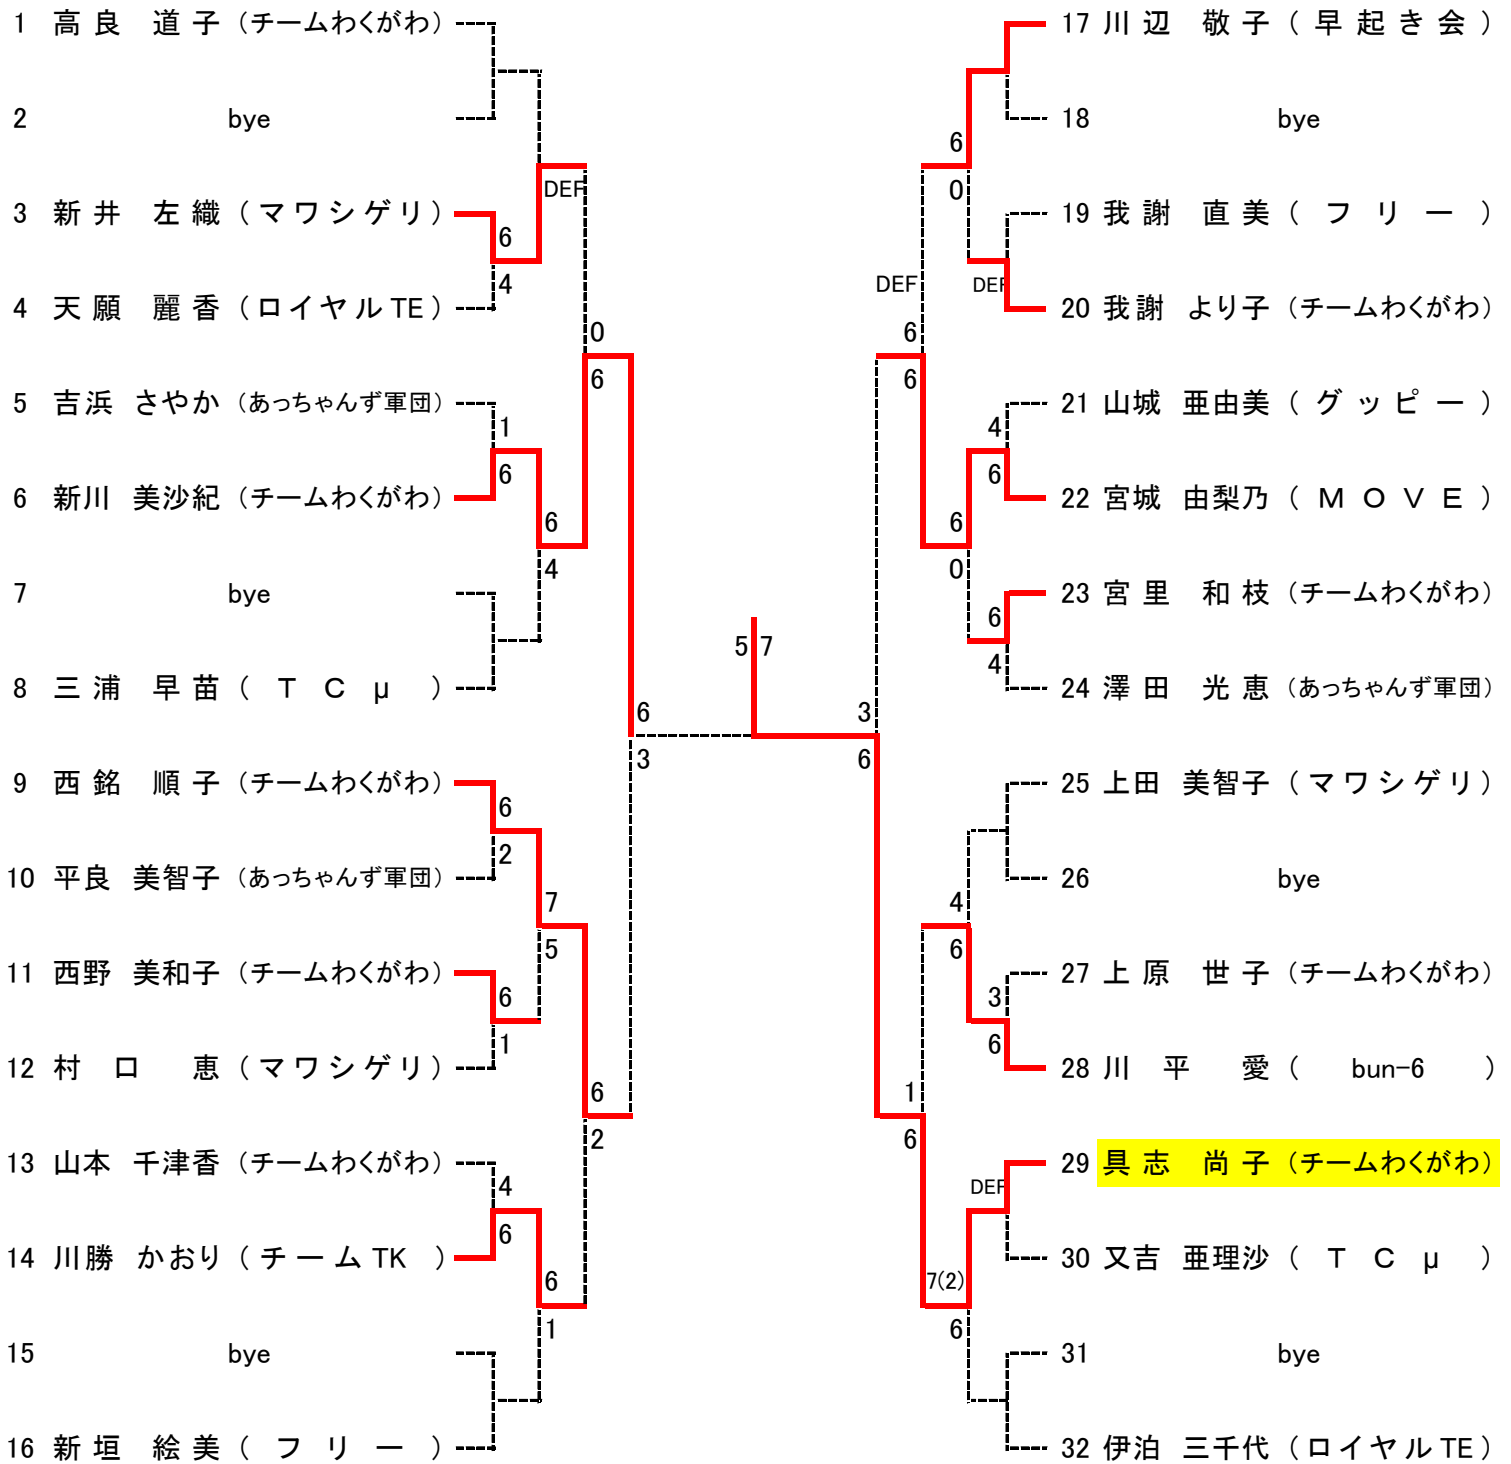 1 高良 道子 (チームわくがわ)
2 bye
3 新井 左織 (マワシゲリ)
4 天願 麗香 (ロイヤルTE)
5 吉浜 さやか (あっちゃんず軍団)
6 新川 美沙紀 (チームわくがわ)
7 bye
8 三浦 早苗 (TCμ)
9 西銘 順子 (チームわくがわ)
10 平良 美智子 (あっちゃんず軍団)
11 西野 美和子 (チームわくがわ)
12 村口 恵 (マワシゲリ)
13 山本 千津香 (チームわくがわ)
14 川勝 かおり (チームTK)
15 bye
16 新垣 絵美 (フリー)
6
4
1
6
6
2
6
1
4
6
DEF
6
4
7
5
6
1
0
6
6
2
6
3
5 7
3
6
DEF
6
6
1
6
6
0
6
0
4
6
7(2)
6
DEF
4
6
6
4
3
6
DEF
17 川辺 敬子 (早起き会)
18 bye
19 我謝 直美 (フリー)
20 我謝 より子 (チームわくがわ)
21 山城 亜由美 (グッピー)
22 宮城 由梨乃 (MOVE)
23 宮里 和枝 (チームわくがわ)
24 澤田 光恵 (あっちゃんず軍団)
25 上田 美智子 (マワシゲリ)
26 bye
27 上原 世子 (チームわくがわ)
28 川平 愛 (bun-6)
29 具志 尚子 (チームわくがわ)
30 又吉 亜理沙 (TCμ)
31 bye
32 伊泊 三千代 (ロイヤルTE)